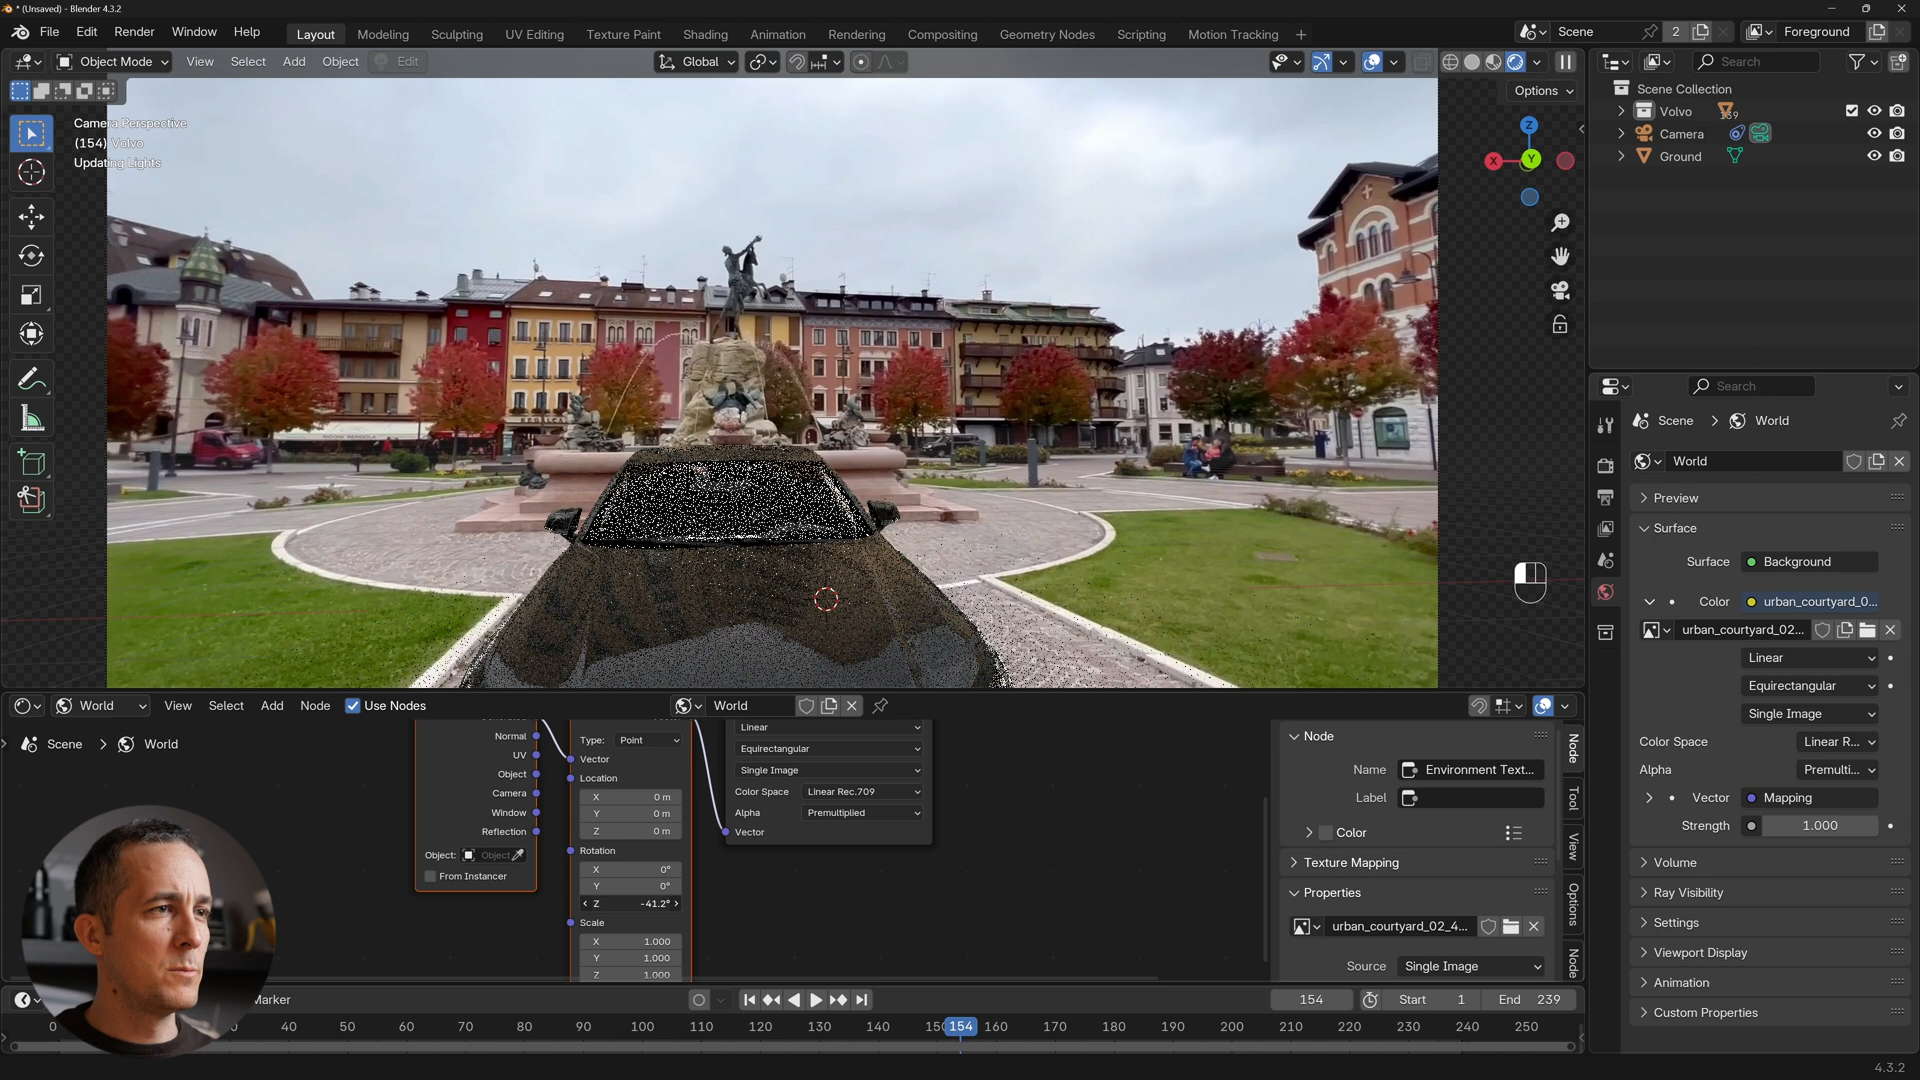 * (Unsaved) - Blender 4.3.2
File Edit Render Window Help
Layout Modeling Sculpting UV Editing Texture Paint Shading Animation Rendering Compositing Geometry Nodes Scripting Motion Tracking +
Scene 2 Foreground
Object Mode View Select Add Object Edit
Global
Search
Options
Camera Perspective
(154) Volvo
Updating Lights
Z
X
Y
Scene Collection
Volvo
Camera
Ground
Search
Scene > World
World
Preview
Surface
Surface Background
Color urban_courtyard_0...
urban_courtyard_02...
Linear
Equirectangular
Single Image
Color Space Linear R...
Alpha Premulti...
Vector Mapping
Strength 1.000
Volume
Ray Visibility
Settings
Viewport Display
Animation
Custom Properties
World View Select Add Node Use Nodes
World
Scene > World
Normal
UV
Object
Camera
Window
Reflection
Object: Object
From Instancer
Type: Point
Vector
Location
X 0 m
Y 0 m
Z 0 m
Rotation
X 0°
Y 0°
Z -41.2°
Scale
X 1.000
Y 1.000
Z 1.000
Linear
Equirectangular
Single Image
Color Space Linear Rec.709
Alpha Premultiplied
Vector
Node
Name Environment Text...
Label
Color
Texture Mapping
Properties
urban_courtyard_02_4...
Source Single Image
Node
Tool
View
Options
Node
Marker
154 Start 1 End 239
0 40 50 60 70 80 90 100 110 120 130 140 154 160 170 180 190 200 210 220 230 240 250
4.3.2